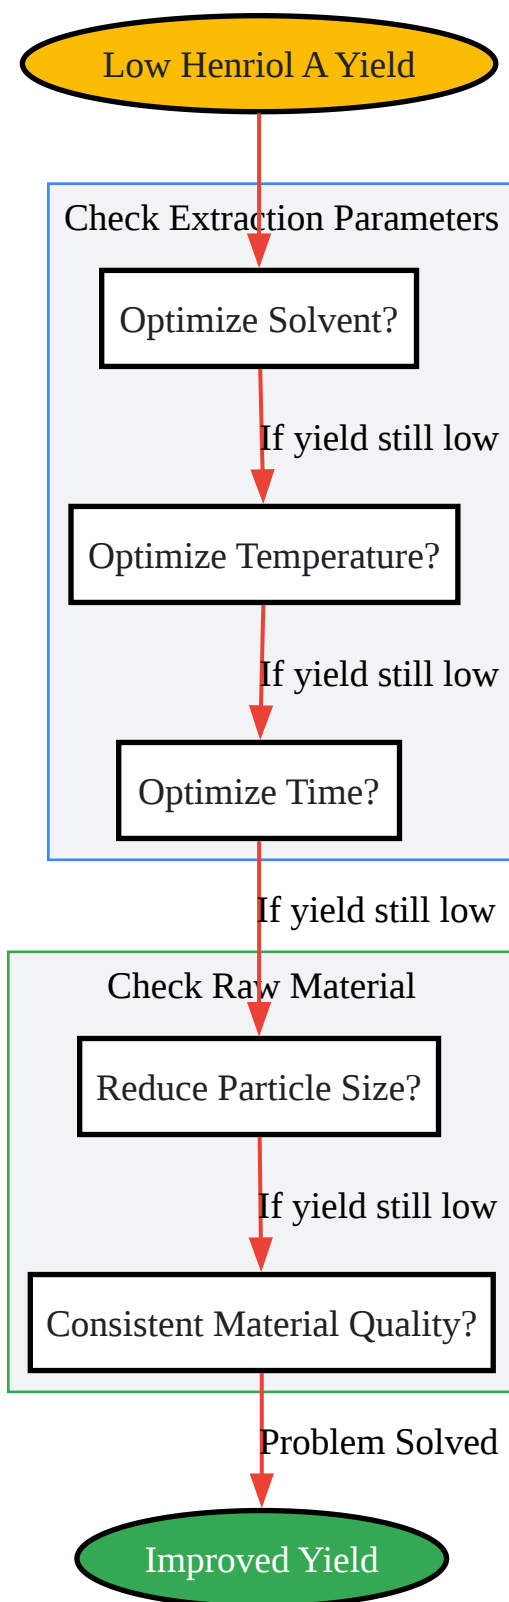 Low Henriol A Yield
Check Extraction Parameters
Optimize Solvent?
If yield still low
Optimize Temperature?
If yield still low
Optimize Time?
If yield still low
Check Raw Material
Reduce Particle Size?
If yield still low
Consistent Material Quality?
Problem Solved
Improved Yield